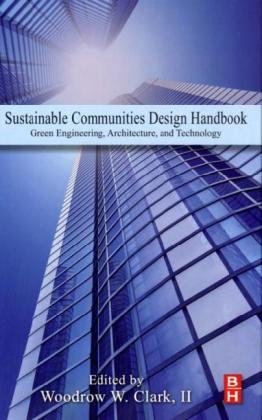 Sustainable Communities Design Handbook
Green Engineering, Architecture, and Technology
Edited by
Woodrow W. Clark, II
B
H